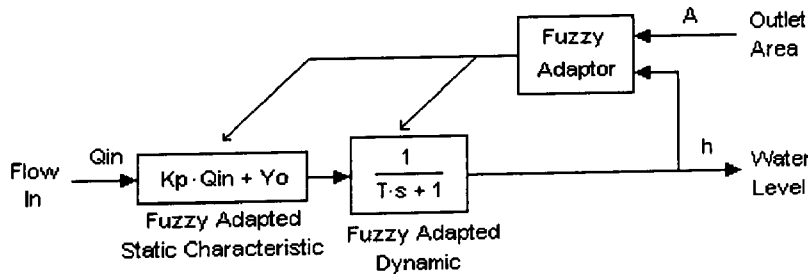 Fuzzy
Adaptor
A
Outlet
Area
Flow
In
Qin
Kp·Qin + Yo
1
T·s + 1
h
Water
Level
Fuzzy Adapted
Static Characteristic
Fuzzy Adapted
Dynamic